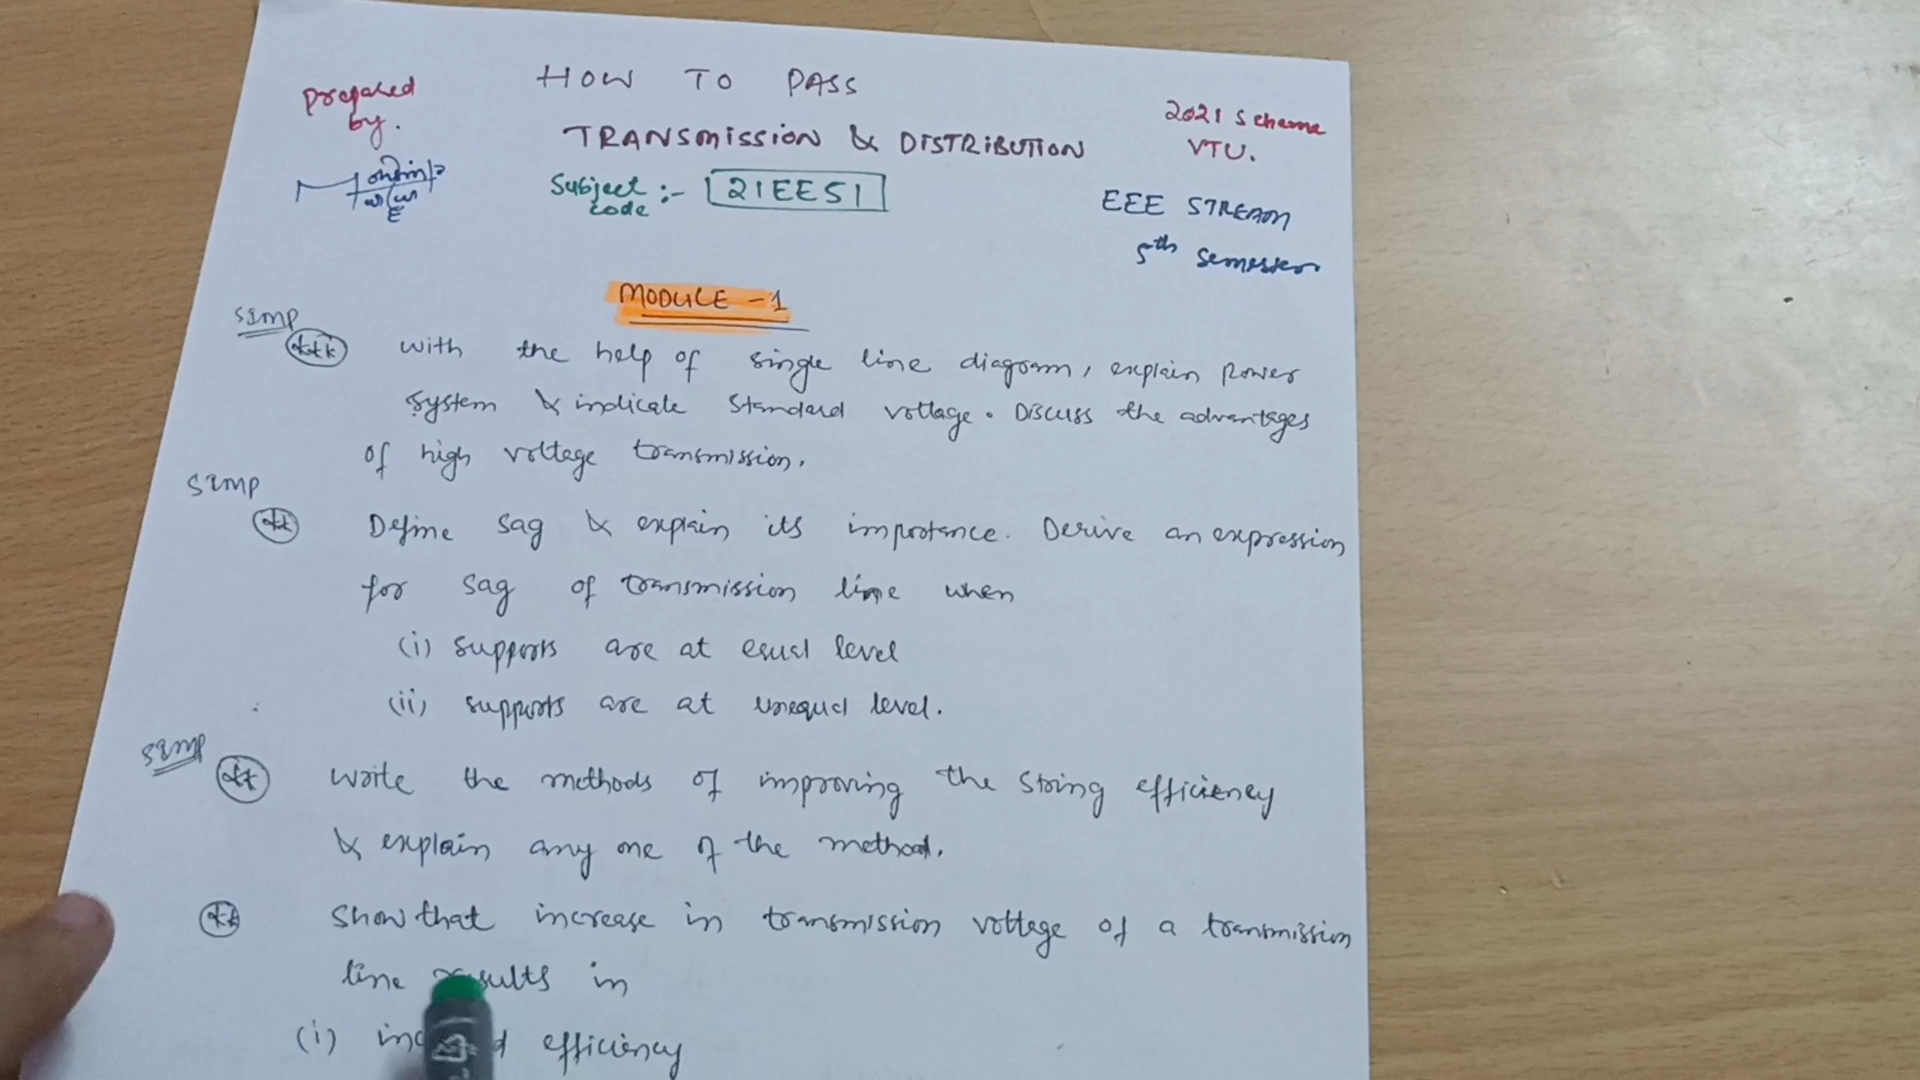 HOW TO PASS
Prepared
by.
TRANSMISSION & DISTRIBUTION
2021 Scheme
VTU.
Subject
code :- 21EE51
EEE STREAM
5th Semester
MODULE -1
SIMP
*** With the help of single line diagram, explain power
system & indicate standard voltage. Discuss the advantages
of high voltage transmission.
SIMP
** Define sag & explain its importance. Derive an expression
for sag of transmission line when
(i) supports are at equal level
(ii) supports are at unequal level.
SIMP
** Write the methods of improving the string efficiency
& explain any one of the method.
** Show that increase in transmission voltage of a transmission
line results in
(i) efficiency